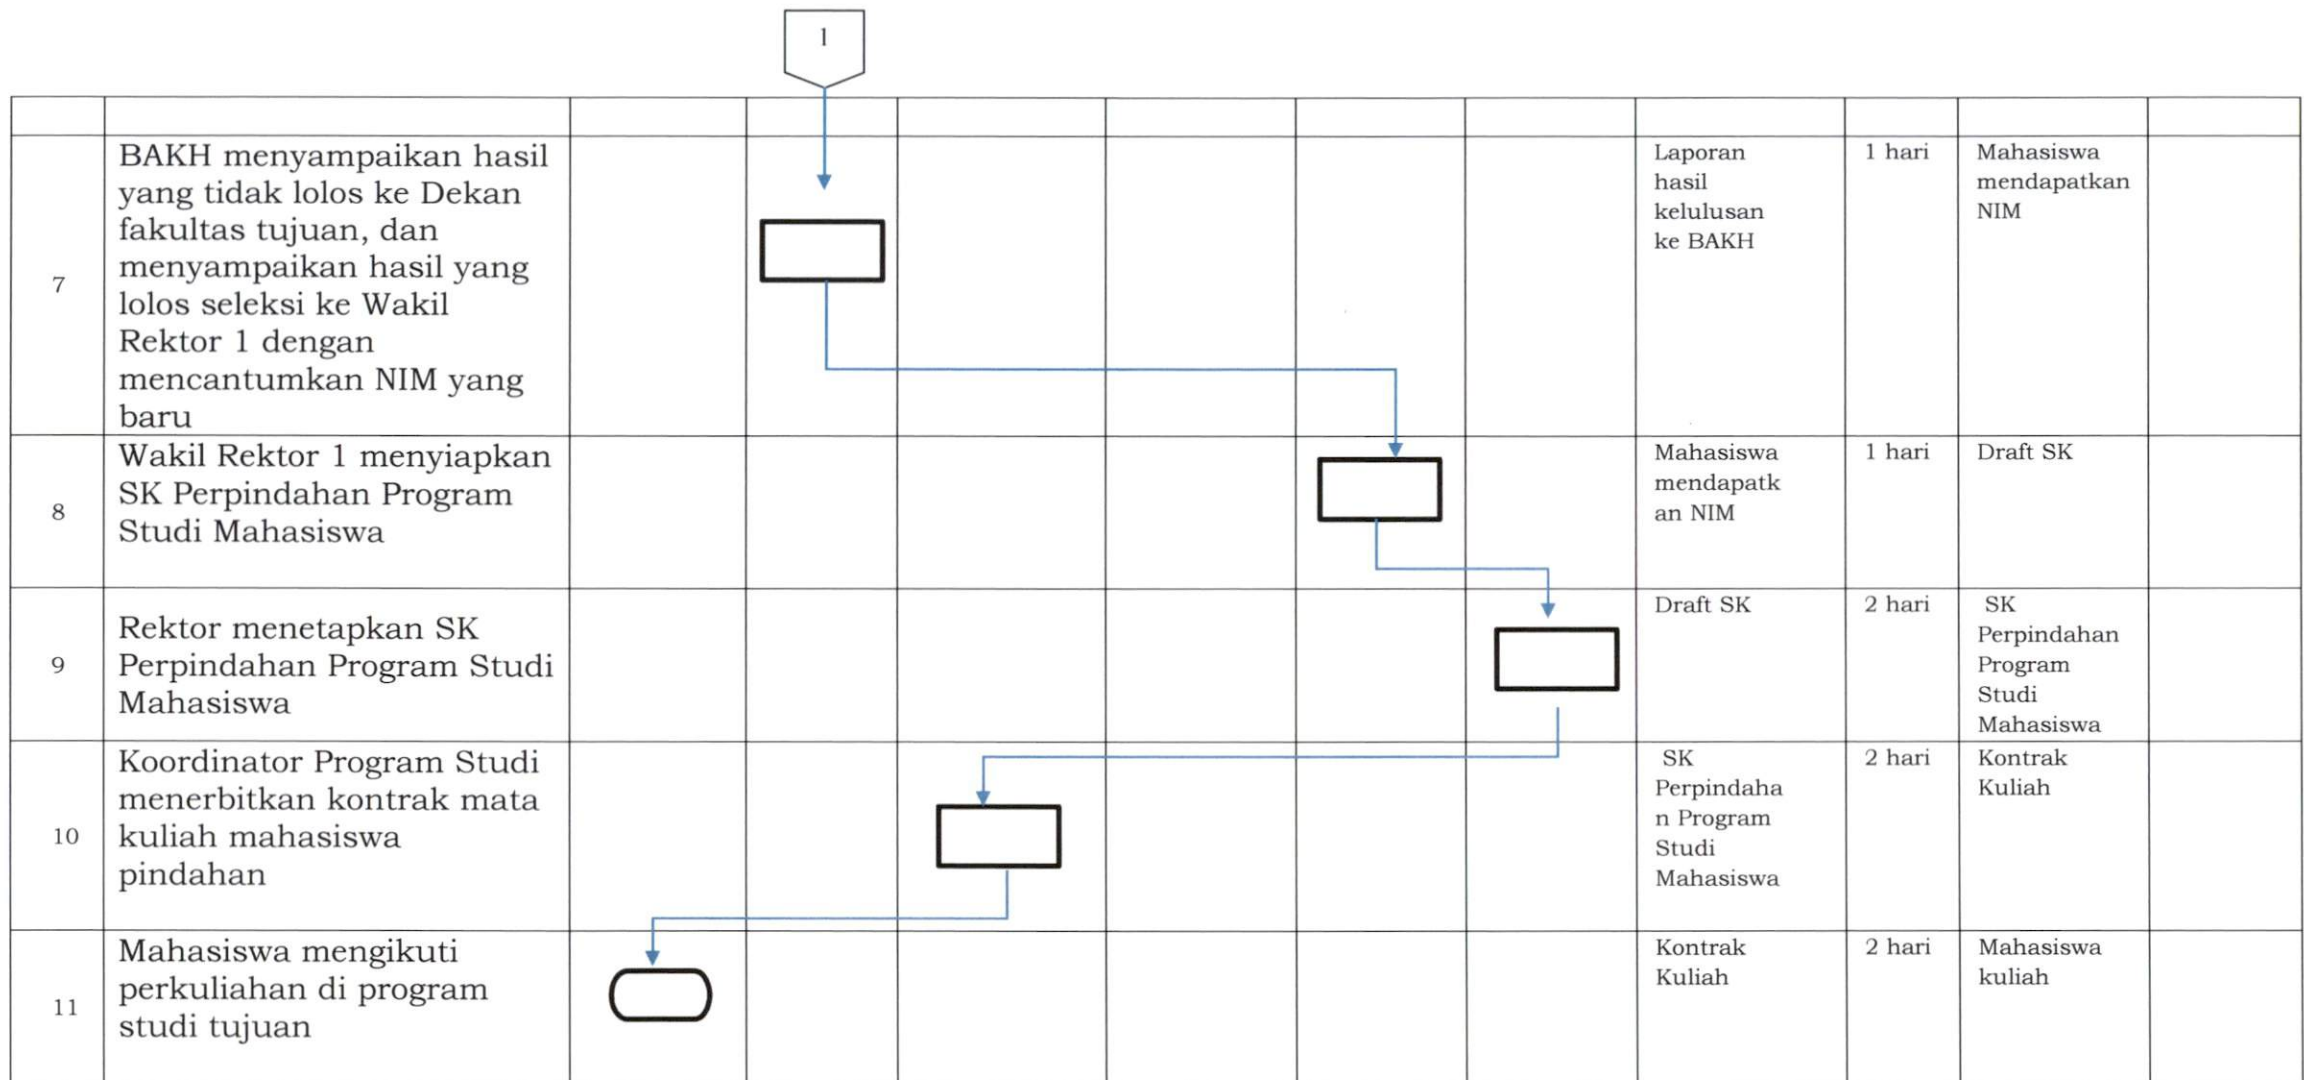 1
7
BAKH menyampaikan hasil
yang tidak lolos ke Dekan
fakultas tujuan, dan
menyampaikan hasil yang
lolos seleksi ke Wakil
Rektor 1 dengan
mencantumkan NIM yang
baru
Laporan
hasil
kelulusan
ke BAKH
1 hari
Mahasiswa
mendapatkan
NIM
8
Wakil Rektor 1 menyiapkan
SK Perpindahan Program
Studi Mahasiswa
Mahasiswa
mendapatk
an NIM
1 hari
Draft SK
9
Rektor menetapkan SK
Perpindahan Program Studi
Mahasiswa
Draft SK
2 hari
SK
Perpindahan
Program
Studi
Mahasiswa
10
Koordinator Program Studi
menerbitkan kontrak mata
kuliah mahasiswa
pindahan
SK
Perpindaha
n Program
Studi
Mahasiswa
2 hari
Kontrak
Kuliah
11
Mahasiswa mengikuti
perkuliahan di program
studi tujuan
Kontrak
Kuliah
2 hari
Mahasiswa
kuliah